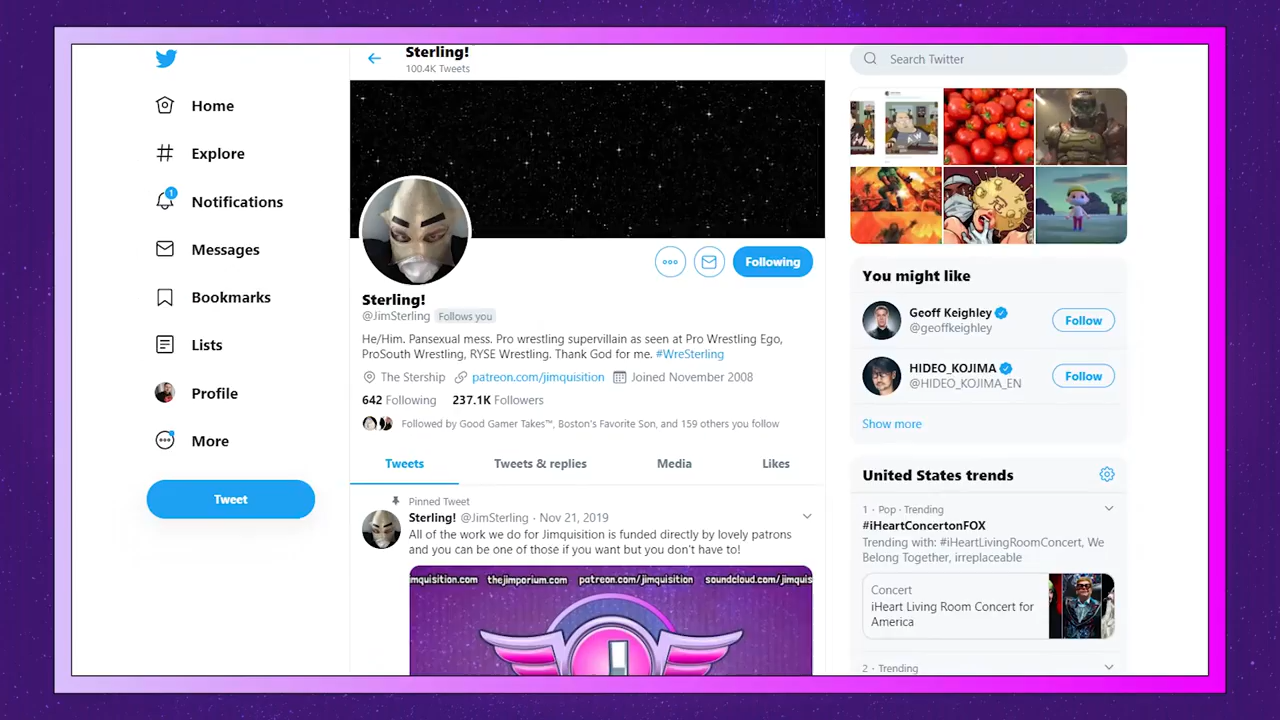 Home
Explore
1
Notifications
Messages
Bookmarks
Lists
Profile
More
Tweet
Sterling!
100.4K Tweets
Following
Sterling!
@JimSterling Follows you
He/Him. Pansexual mess. Pro wrestling supervillain as seen at Pro Wrestling Ego,
ProSouth Wrestling, RYSE Wrestling. Thank God for me. #WreSterling
The Stership patreon.com/jimquisition Joined November 2008
642 Following 237.1K Followers
Followed by Good Gamer Takes™, Boston's Favorite Son, and 159 others you follow
Tweets Tweets & replies Media Likes
Pinned Tweet
Sterling! @JimSterling · Nov 21, 2019
All of the work we do for Jimquisition is funded directly by lovely patrons
and you can be one of those if you want but you don't have to!
mquisition.com thejimporium.com patreon.com/jimquisition soundcloud.com/jimquis
Search Twitter
You might like
Geoff Keighley
@geoffkeighley
Follow
HIDEO_KOJIMA
@HIDEO_KOJIMA_EN
Follow
Show more
United States trends
1 · Pop · Trending
#iHeartConcertonFOX
Trending with: #iHeartLivingRoomConcert, We
Belong Together, irreplaceable
Concert
iHeart Living Room Concert for
America
2 · Trending